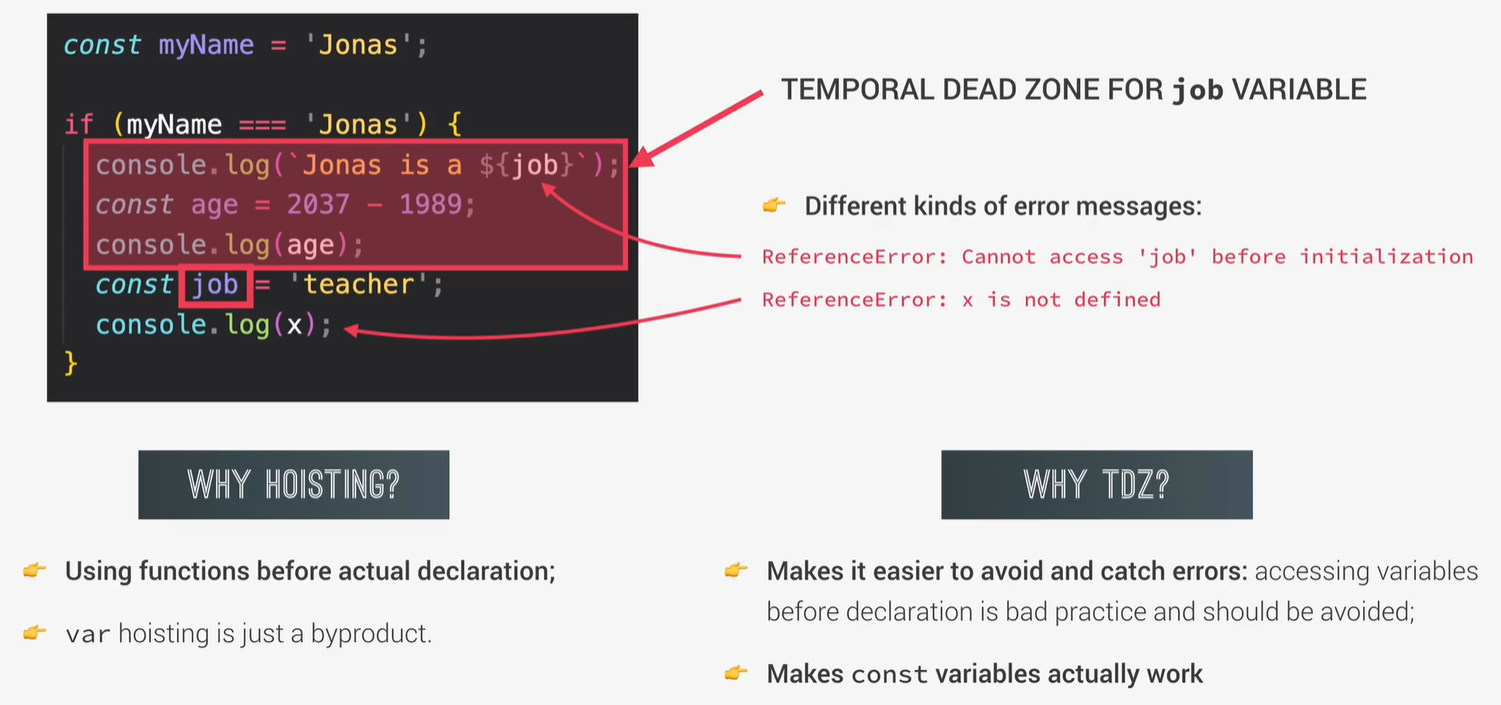 const myName = 'Jonas';
if (myName === 'Jonas') {
console.log(`Jonas is a ${job}`);
const age = 2037 - 1989;
console.log(age);
const job = 'teacher';
console.log(x);
}
TEMPORAL DEAD ZONE FOR job VARIABLE
👉 Different kinds of error messages:
ReferenceError: Cannot access 'job' before initialization
ReferenceError: x is not defined
WHY HOISTING?
👉 Using functions before actual declaration;
👉 var hoisting is just a byproduct.
WHY TDZ?
👉 Makes it easier to avoid and catch errors: accessing variables
before declaration is bad practice and should be avoided;
👉 Makes const variables actually work